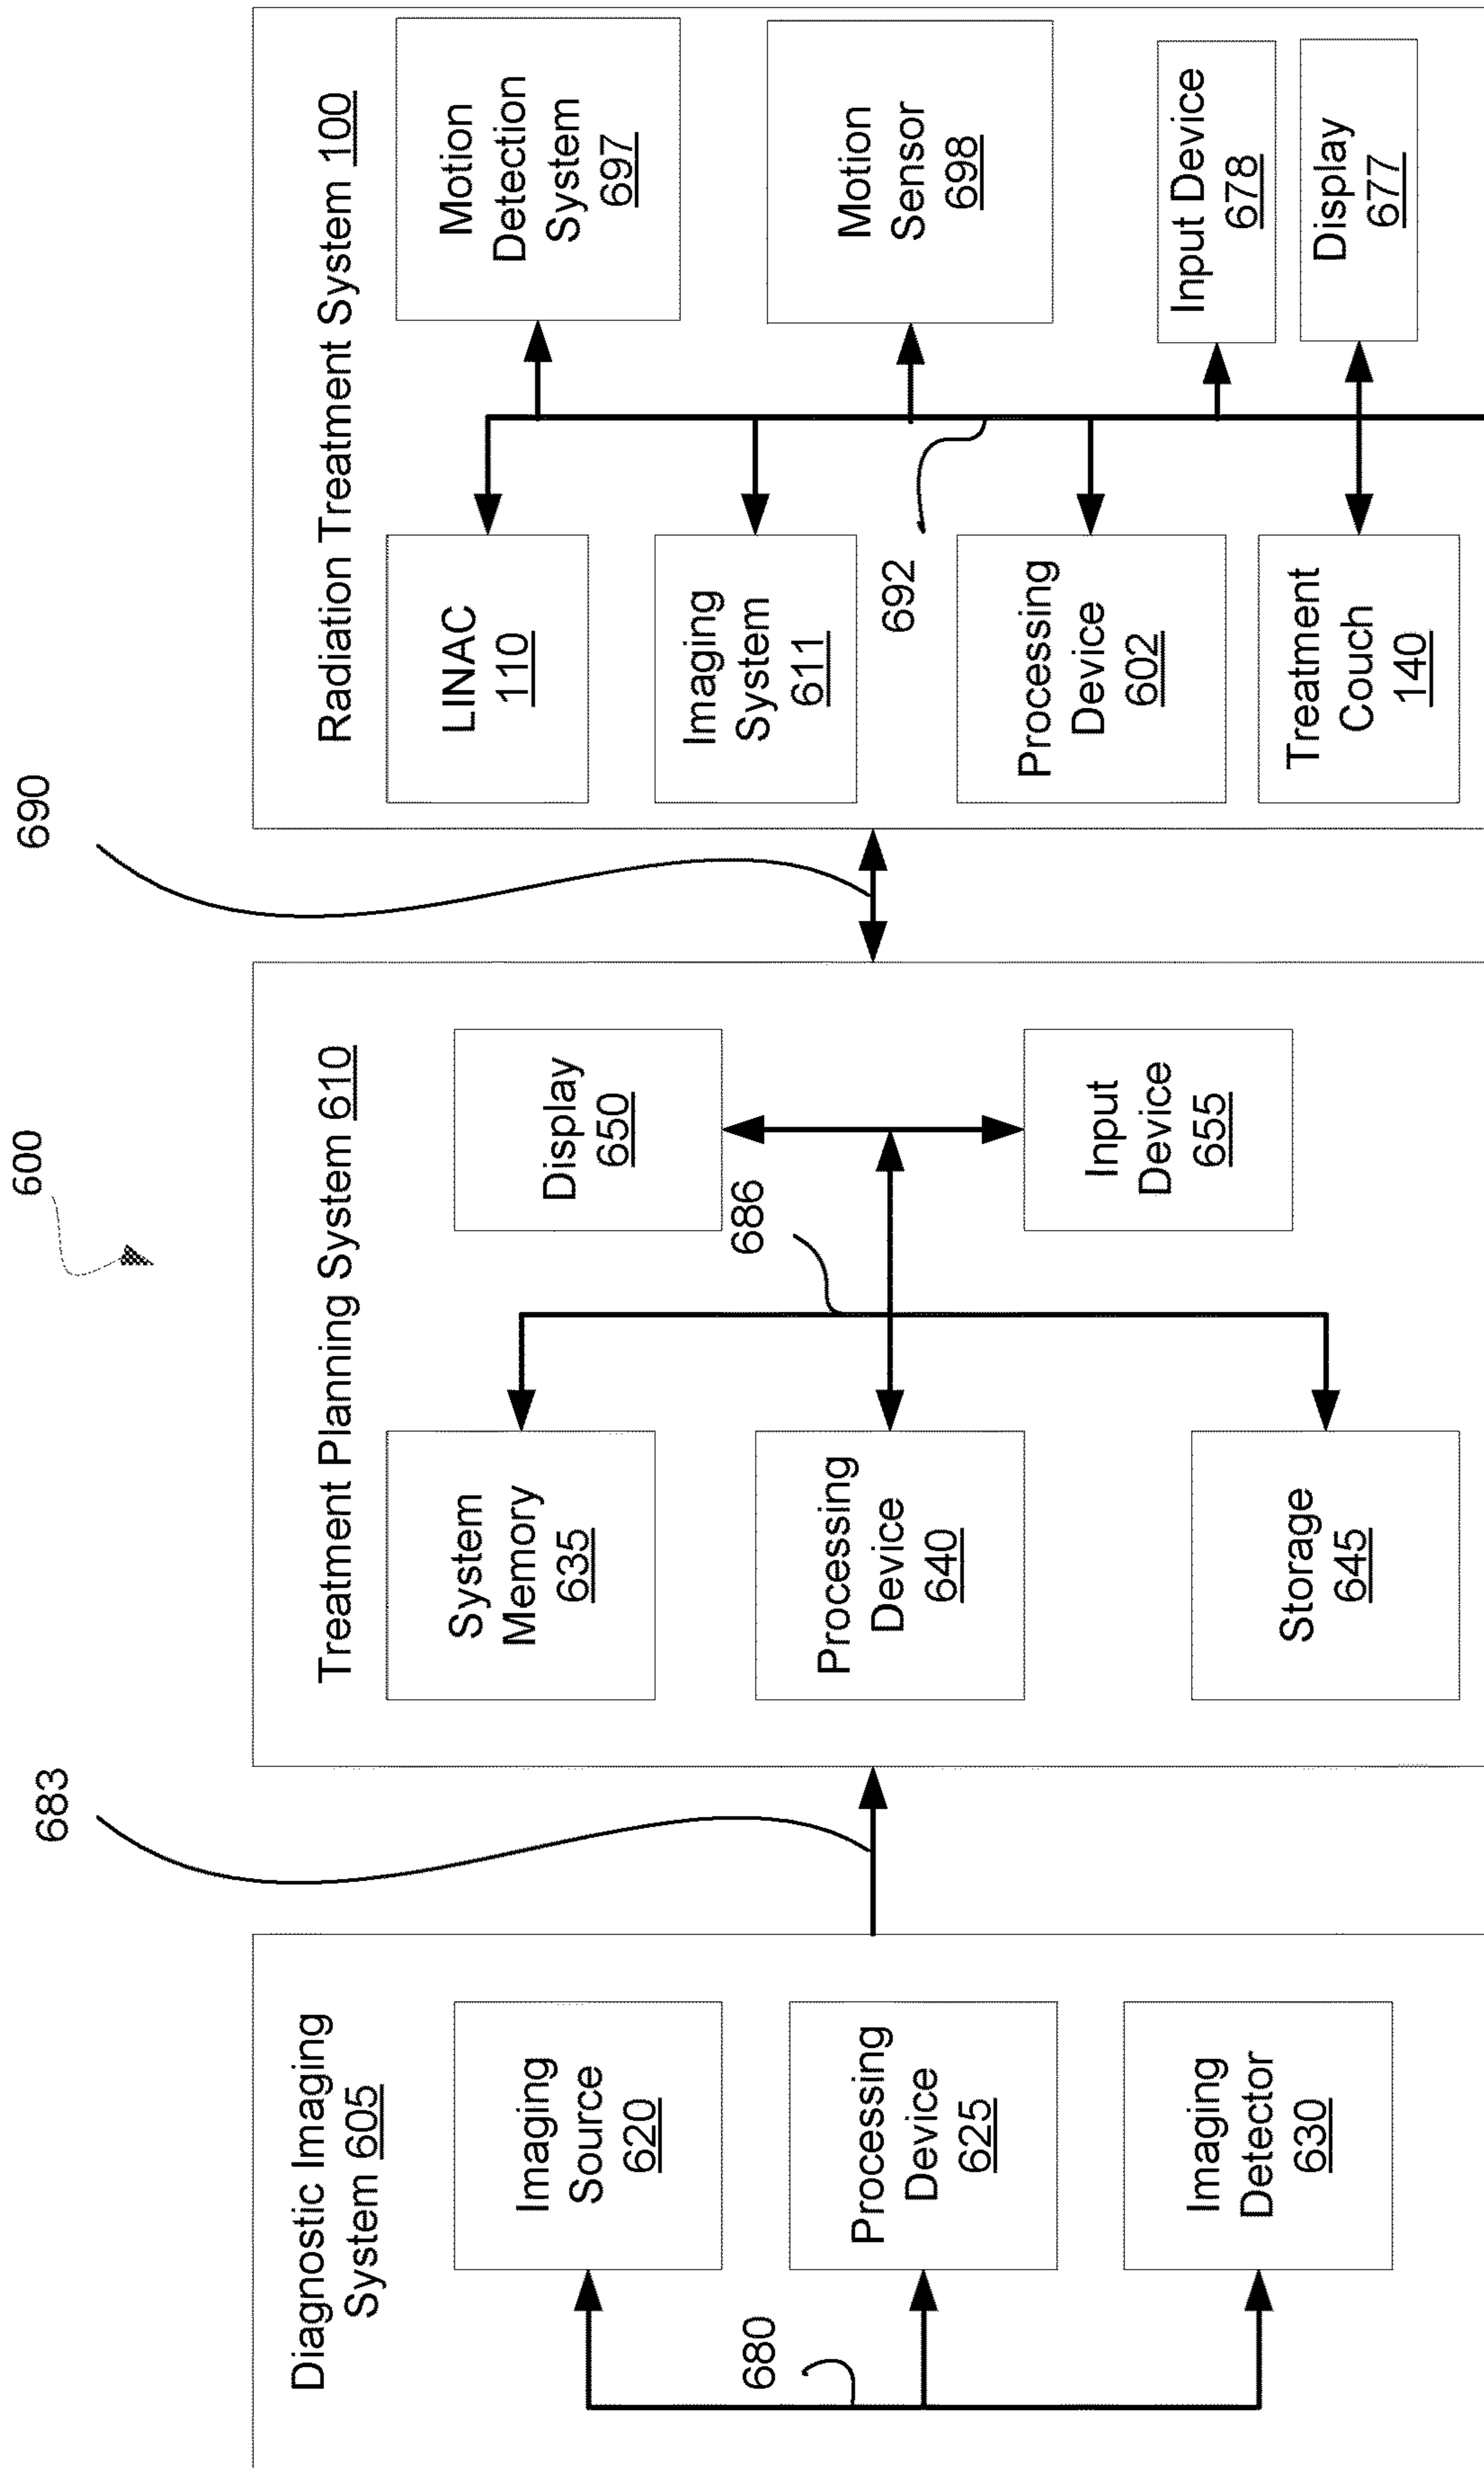 600
683
690
Diagnostic Imaging
System 605
Imaging
Source
620
Processing
Device
625
Imaging
Detector
630
680
Treatment Planning System 610
System
Memory
635
Processing
Device
640
Storage
645
686
Display
650
Input
Device
655
Radiation Treatment System 100
LINAC
110
Imaging
System
611
692
Processing
Device
602
Treatment
Couch
140
Motion
Detection
System
697
Motion
Sensor
698
Input Device
678
Display
677